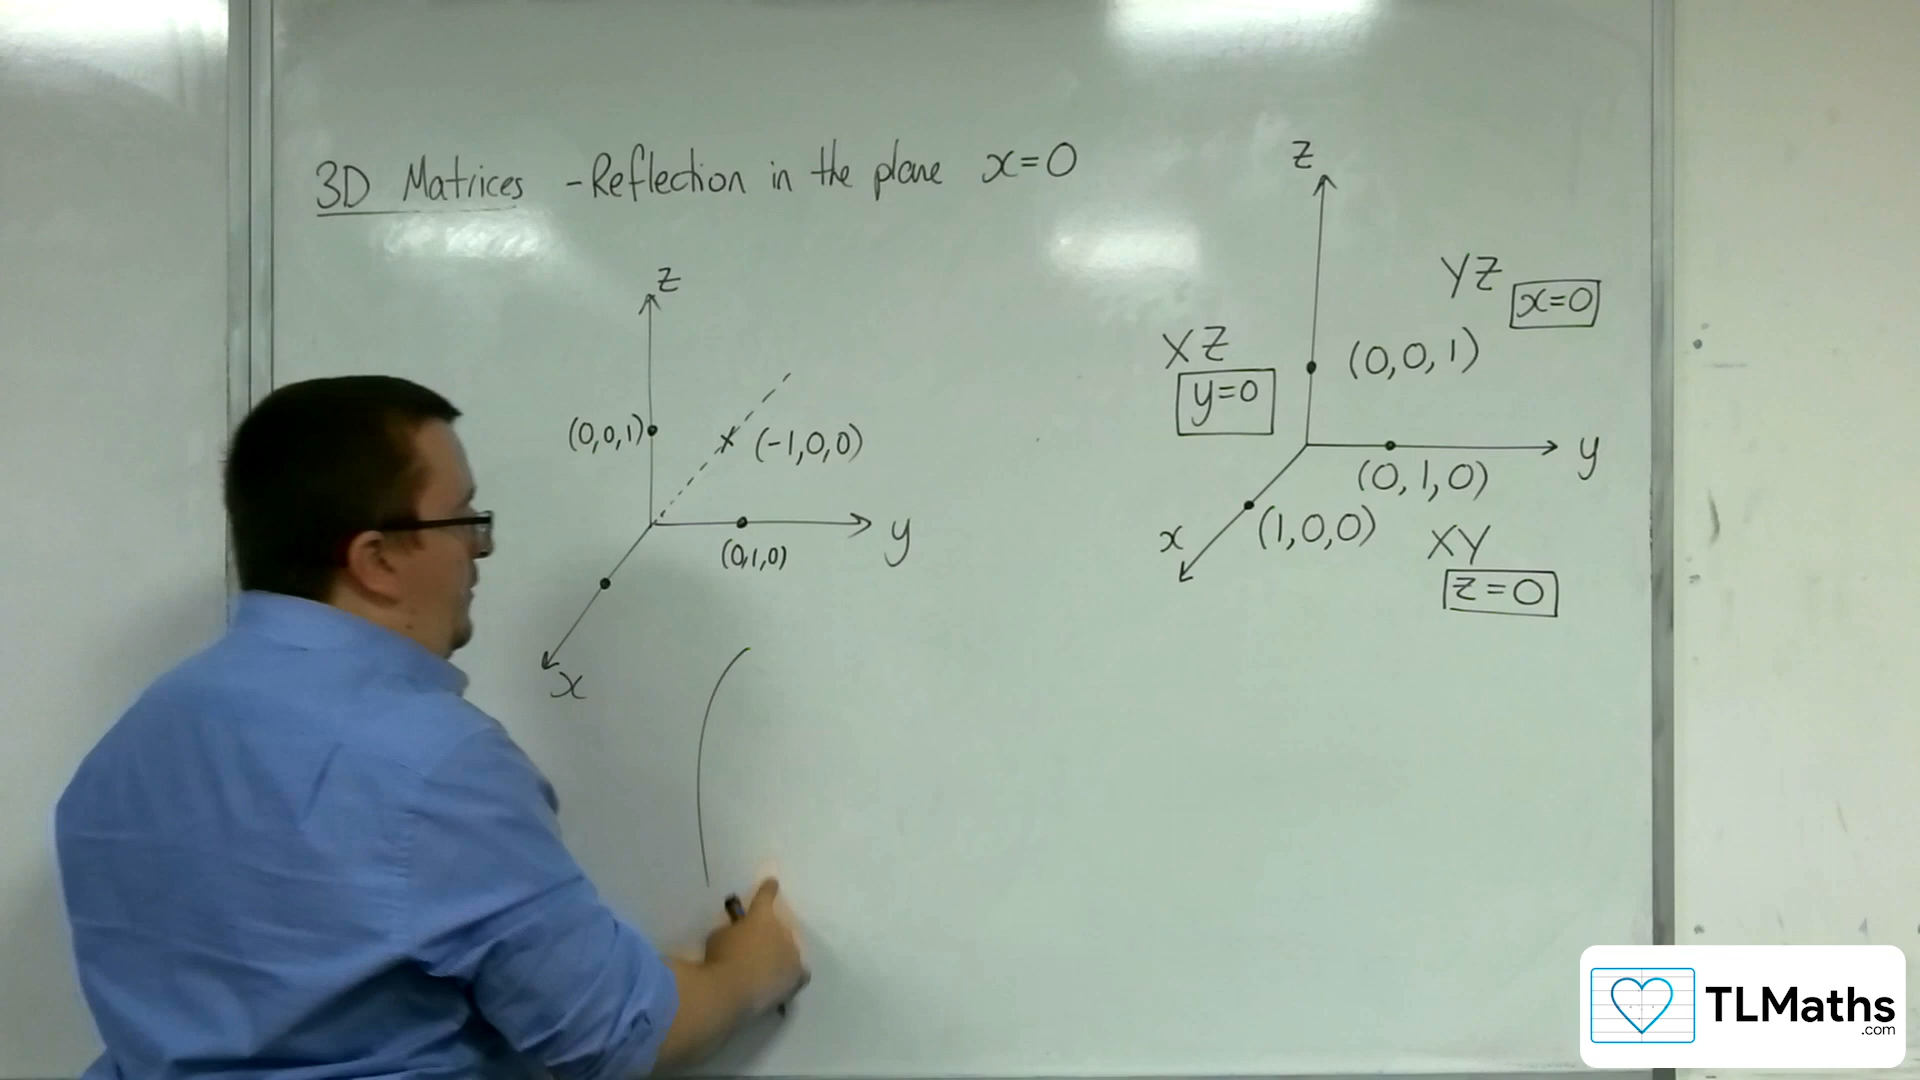 3D Matrices - Reflection in the plane x=0
z
(0,0,1)
(-1,0,0)
y
(0,1,0)
x
z
YZ
x=0
XZ
y=0
(0,0,1)
y
(0,1,0)
x
(1,0,0)
XY
z=0
TLMaths
.com